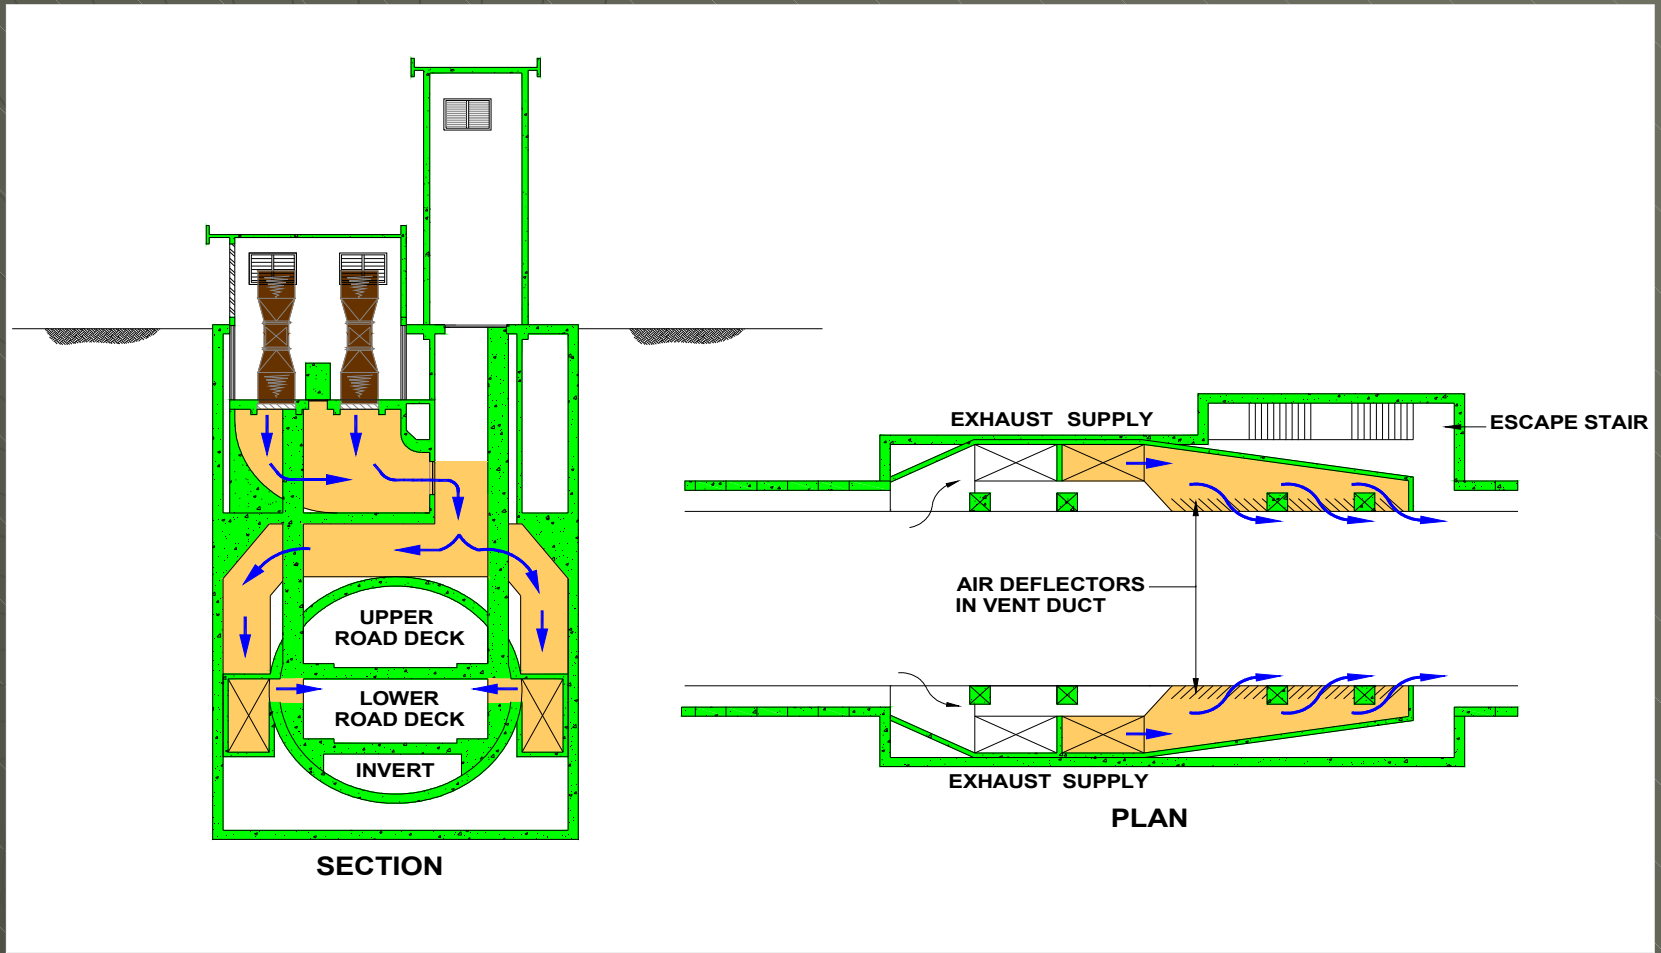 UPPER
ROAD DECK
LOWER
ROAD DECK
INVERT
SECTION
EXHAUST SUPPLY
ESCAPE STAIR
AIR DEFLECTORS
IN VENT DUCT
EXHAUST SUPPLY
PLAN